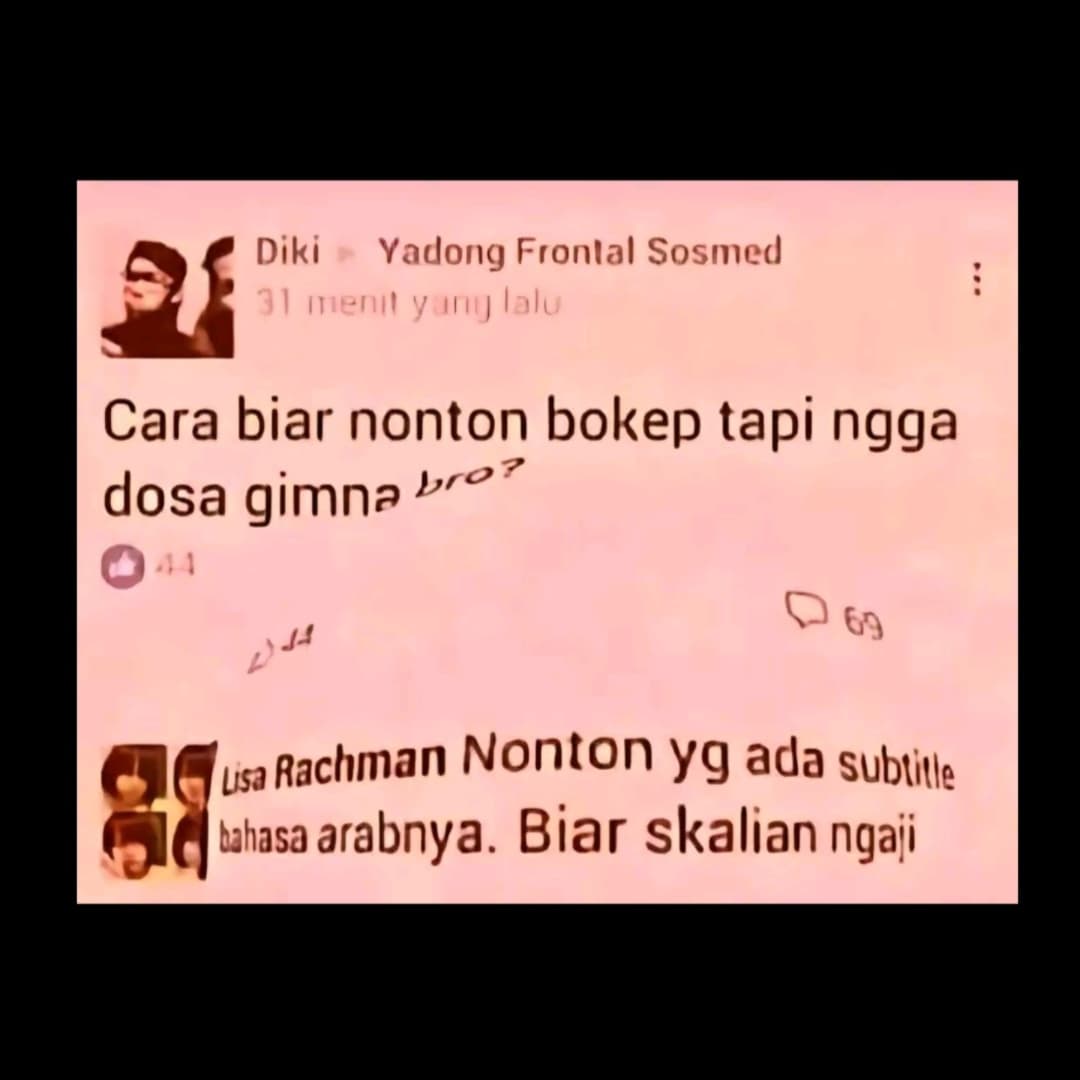 Diki ▸ Yadong Frontal Sosmed
31 menit yang lalu
Cara biar nonton bokep tapi ngga
dosa gimna bro?
44
44
69
Lisa Rachman Nonton yg ada subtitle
bahasa arabnya. Biar skalian ngaji